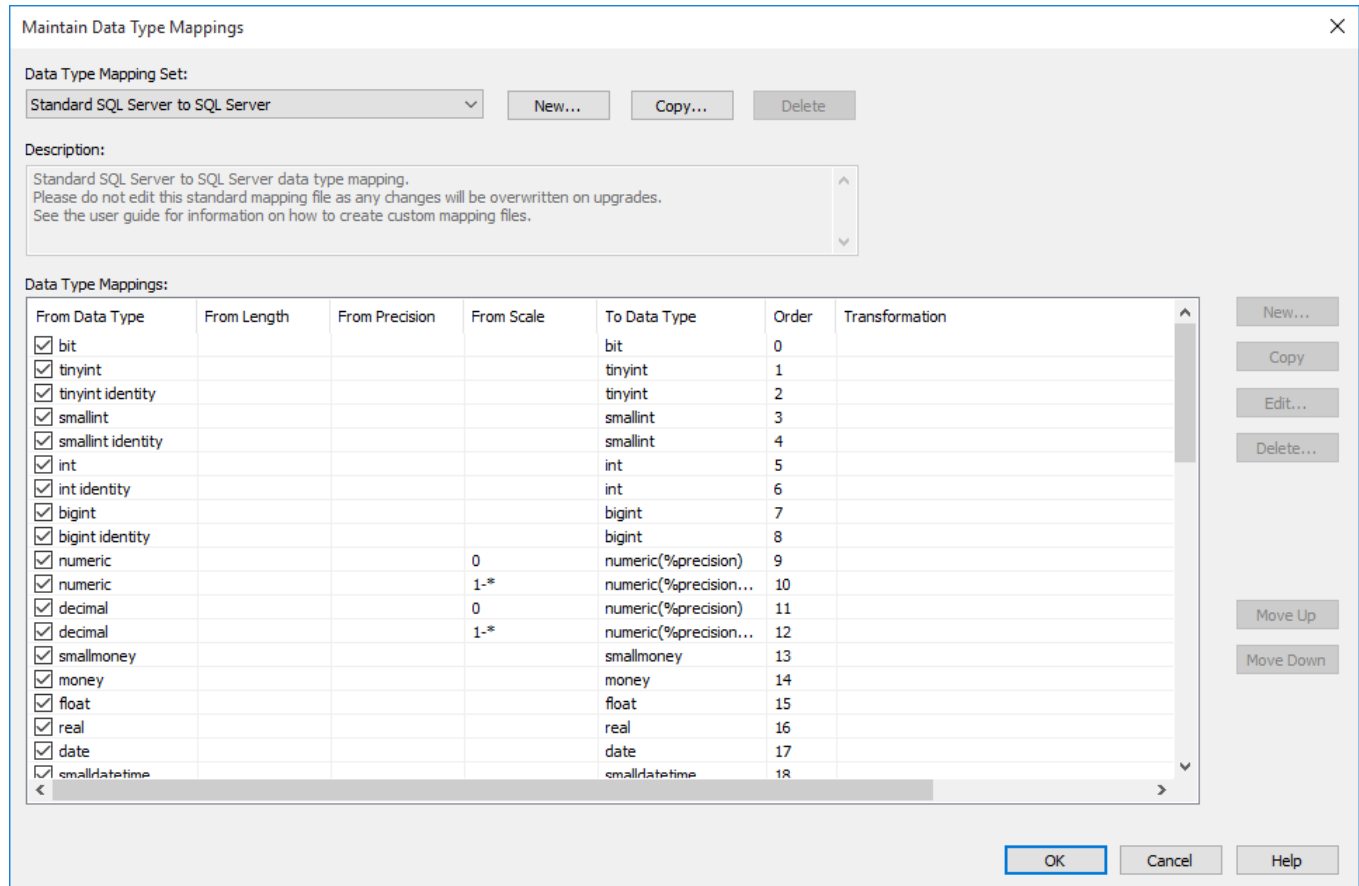 Maintain Data Type Mappings
Data Type Mapping Set:
Standard SQL Server to SQL Server New... Copy... Delete
Description:
Standard SQL Server to SQL Server data type mapping.
Please do not edit this standard mapping file as any changes will be overwritten on upgrades.
See the user guide for information on how to create custom mapping files.
Data Type Mappings:
From Data Type From Length From Precision From Scale To Data Type Order Transformation
bit bit 0
tinyint tinyint 1
tinyint identity tinyint 2
smallint smallint 3
smallint identity smallint 4
int int 5
int identity int 6
bigint bigint 7
bigint identity bigint 8
numeric 0 numeric(%precision) 9
numeric 1-* numeric(%precision... 10
decimal 0 numeric(%precision) 11
decimal 1-* numeric(%precision... 12
smallmoney smallmoney 13
money money 14
float float 15
real real 16
date date 17
smalldatetime smalldatetime 18
New...
Copy
Edit...
Delete...
Move Up
Move Down
OK Cancel Help